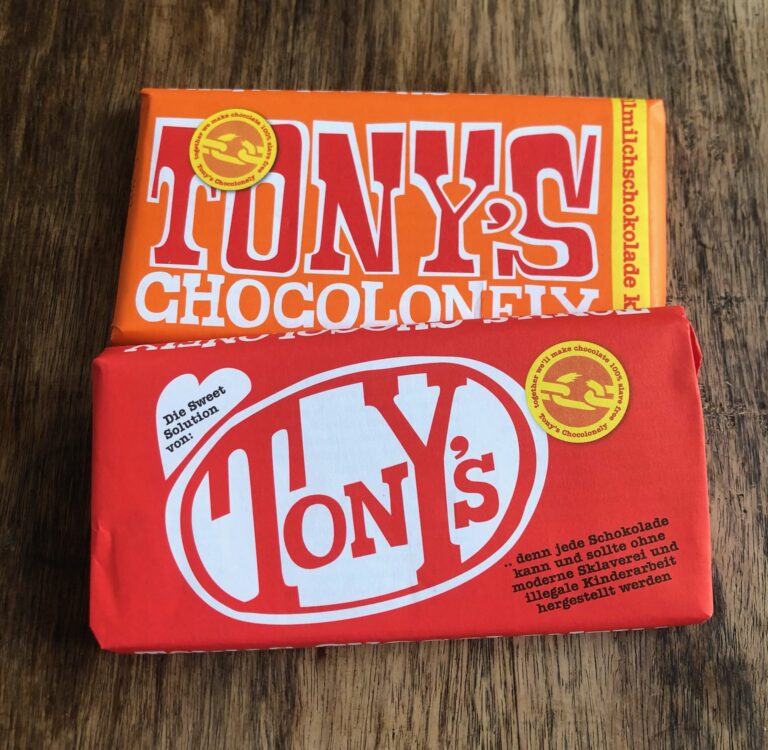 together we make chocolate 100% slave free
Tony's Chocolonely
TONY'S
CHOCOLONELY
llmilchschokolade k
Die Sweet
Solution
von:
TONY'S
together we'll make chocolate 100% slave free
Tony's Chocolonely
¨ denn jede Schokolade
kann und sollte ohne
moderne Sklaverei und
illegale Kinderarbeit
hergestellt werden